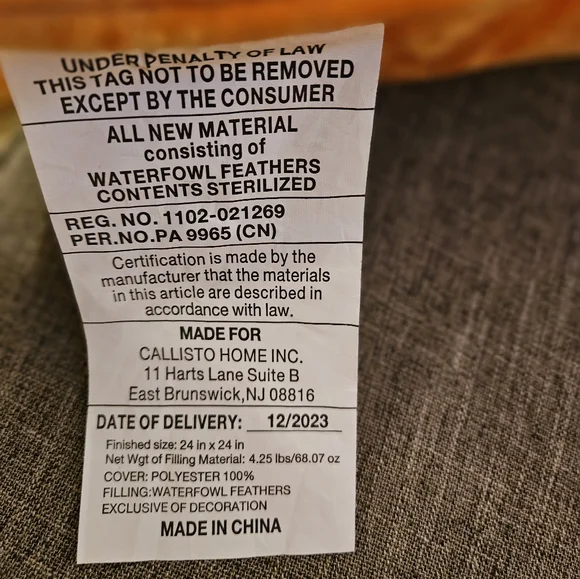 UNDER PENALTY OF LAW
THIS TAG NOT TO BE REMOVED
EXCEPT BY THE CONSUMER
ALL NEW MATERIAL
consisting of
WATERFOWL FEATHERS
CONTENTS STERILIZED
REG. NO. 1102-021269
PER.NO.PA 9965 (CN)
Certification is made by the
manufacturer that the materials
in this article are described in
accordance with law.
MADE FOR
CALLISTO HOME INC.
11 Harts Lane Suite B
East Brunswick,NJ 08816
DATE OF DELIVERY: 12/2023
Finished size: 24 in x 24 in
Net Wgt of Filling Material: 4.25 lbs/68.07 oz
COVER: POLYESTER 100%
FILLING:WATERFOWL FEATHERS
EXCLUSIVE OF DECORATION
MADE IN CHINA